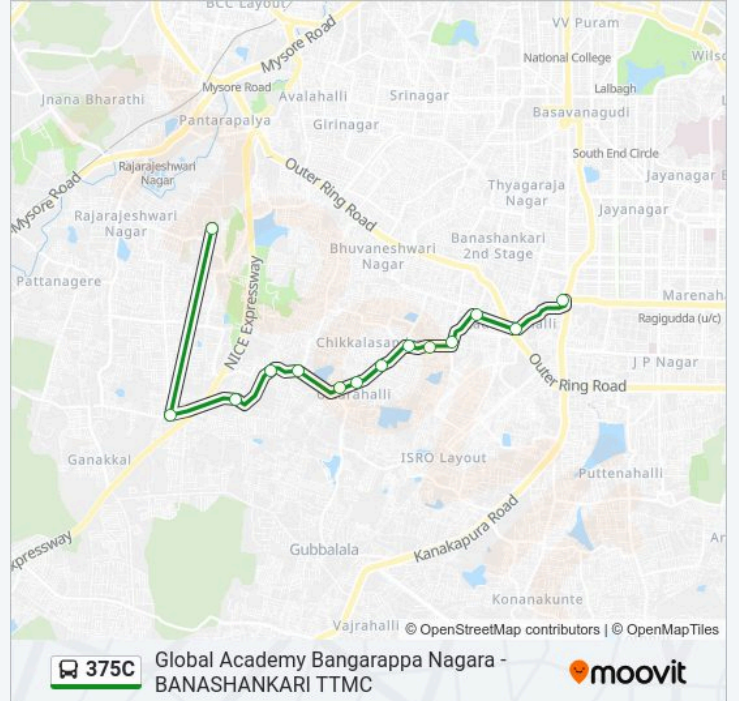 BCC Layout
VV Puram
Mysore Road
National College
Wilso
Mysore Road
Lalbagh
Jnana Bharathi
Avalahalli
Srinagar
Basavanagudi
Pantarapalya
Girinagar
South End Circle
Rajarajeshwari
Nagar
Outer Ring Road
Jayanagar E
Mysore Road
Thyagaraja
Nagar
Jayanagar
Rajarajeshwari
Nagar
Bhuvaneshwari
Nagar
Banashankari
2nd Stage
Pattanagere
NICE Expressway
Marenaha
Ragigudda (u/c)
Chikkalasan
J P Nagar
Outer Ring Road
Ganakkal
ISRO Layout
Puttenahalli
Kanakapura Road
xpressway
Gubbalala
Ar
Konanakunte
Vajrahalli
© OpenStreetMap contributors | © OpenMapTiles
375C
Global Academy Bangarappa Nagara -
BANASHANKARI TTMC
moovit